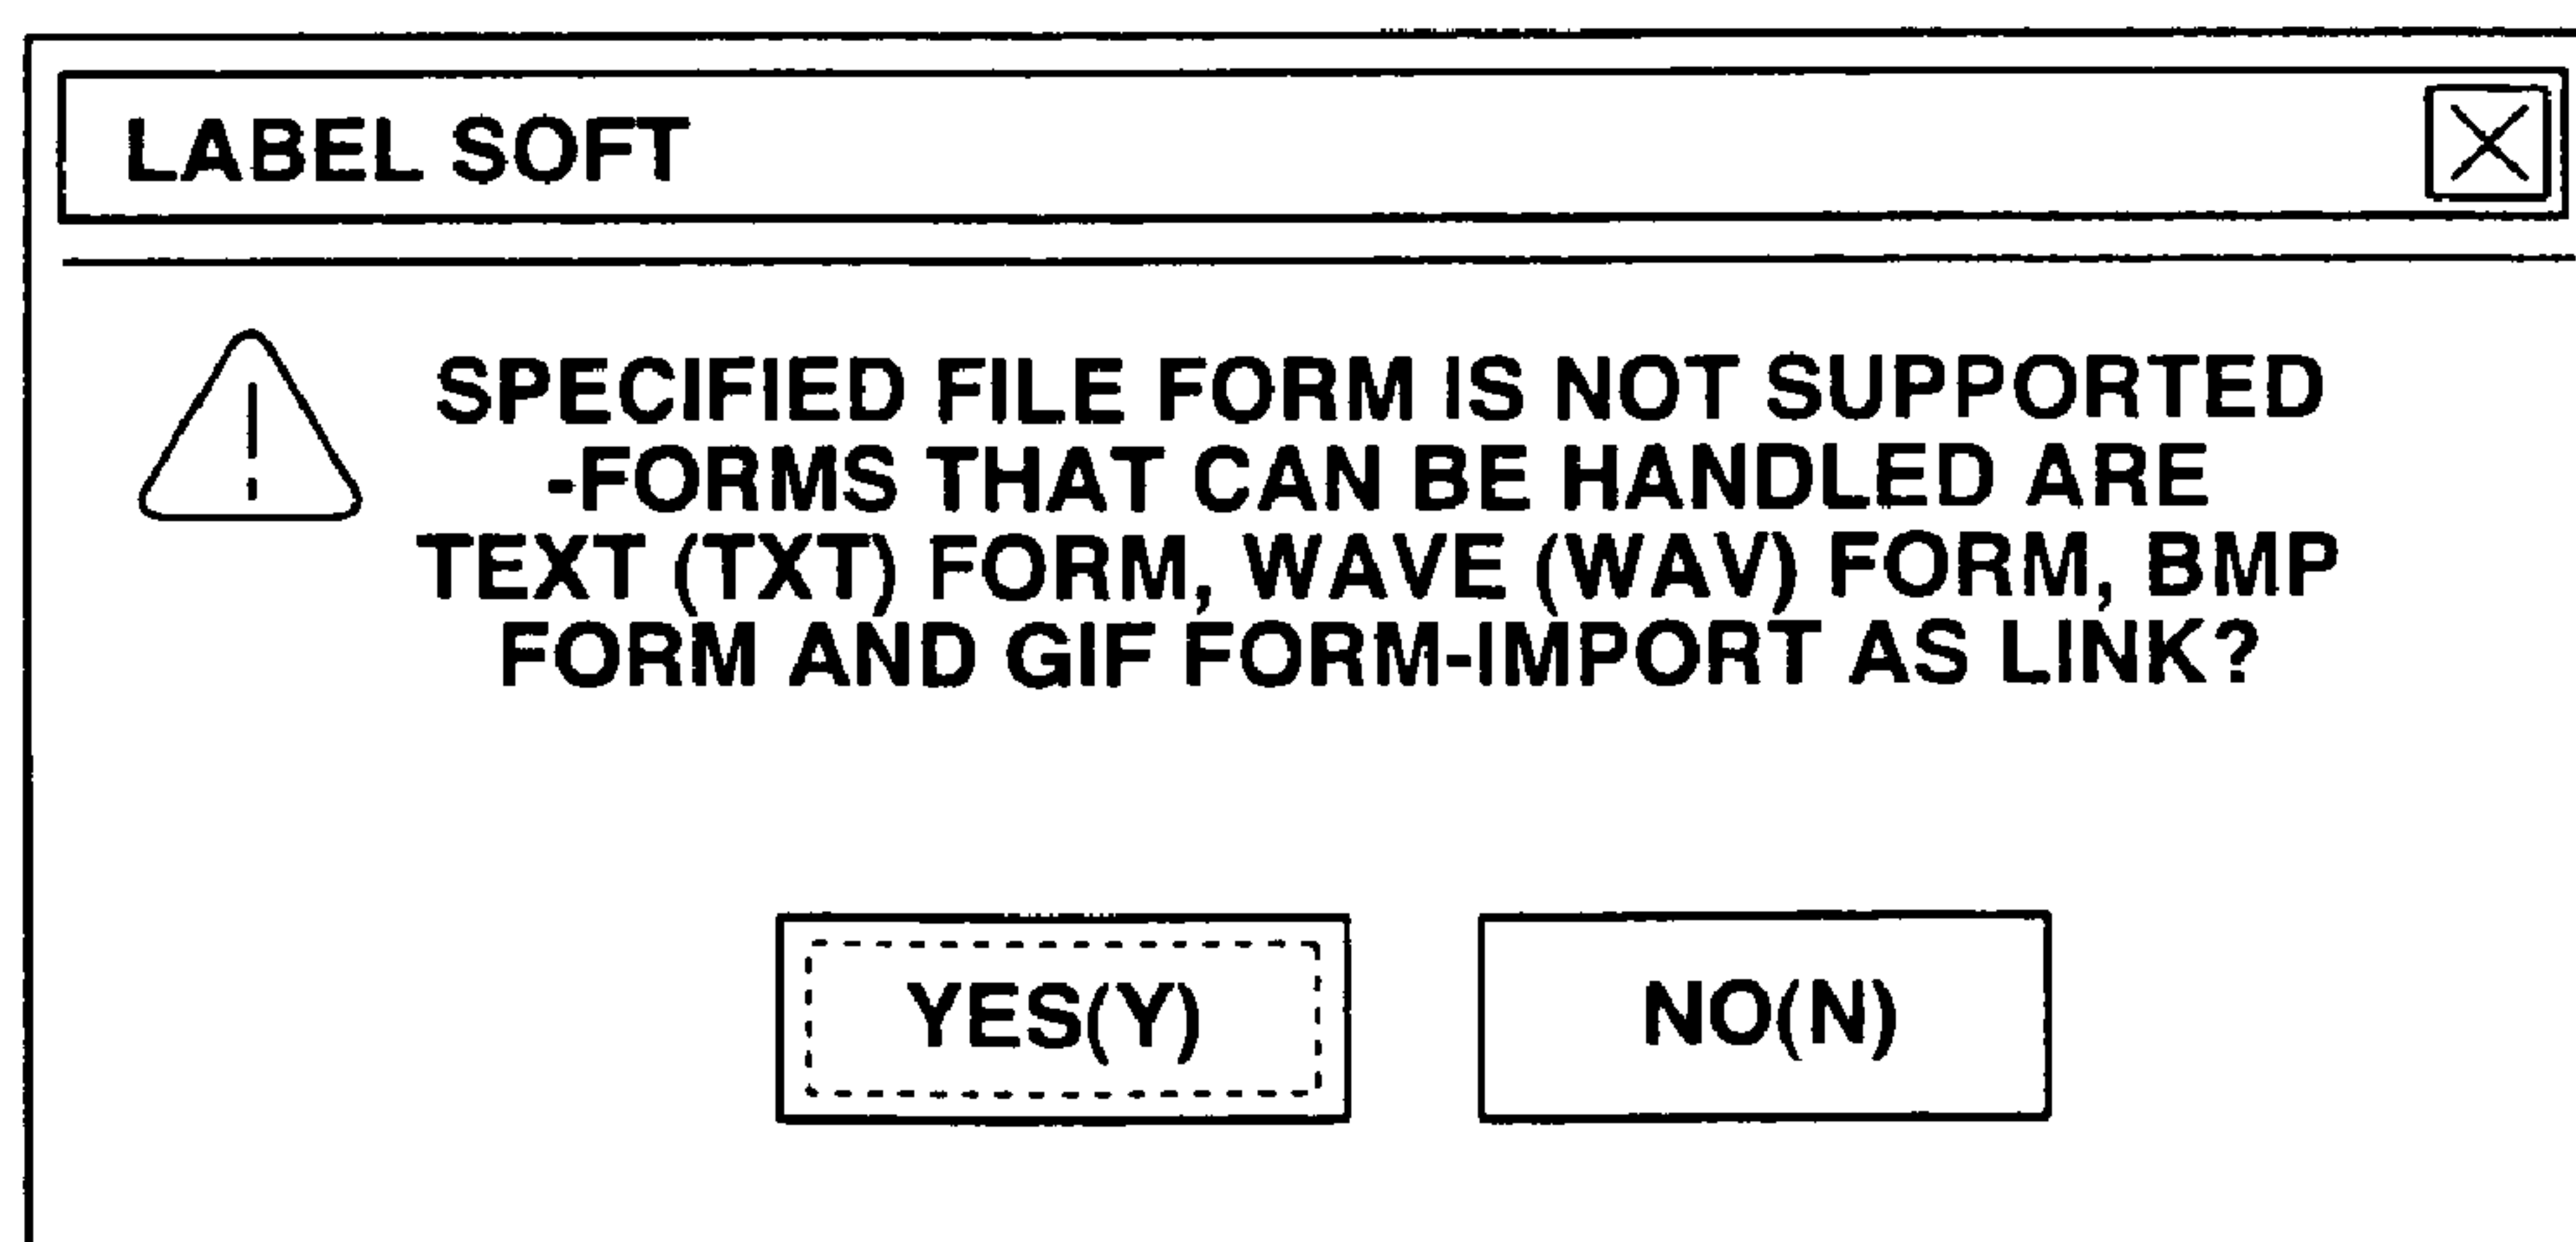 LABEL SOFT
SPECIFIED FILE FORM IS NOT SUPPORTED
-FORMS THAT CAN BE HANDLED ARE
TEXT (TXT) FORM, WAVE (WAV) FORM, BMP
FORM AND GIF FORM-IMPORT AS LINK?
YES(Y)
NO(N)